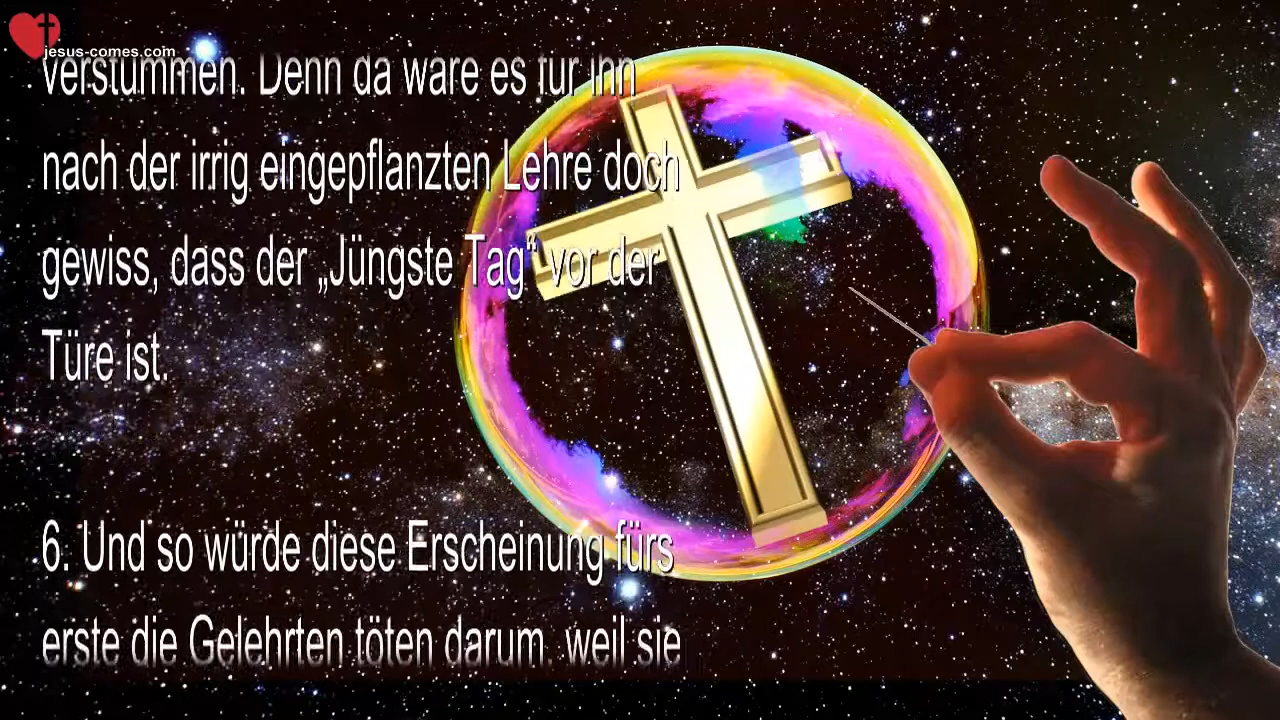 jesus-comes.com
verstummen. Denn da wäre es für ihn
nach der irrig eingepflanzten Lehre doch
gewiss, dass der „Jüngste Tag“ vor der
Türe ist.
6. Und so würde diese Erscheinung fürs
erste die Gelehrten töten darum, weil sie